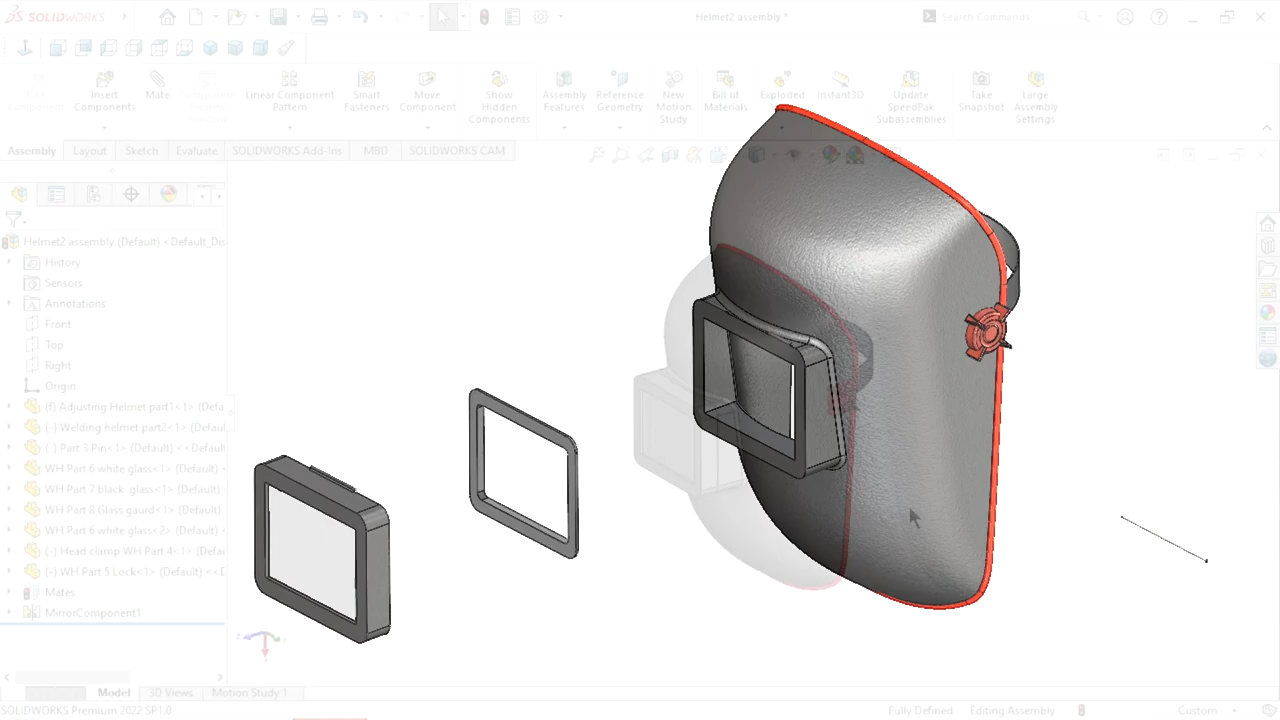 SOLIDWORKS
Helmet2 assembly *
Search Commands
Insert Components
Mate
Linear Component Pattern
Smart Fasteners
Move Component
Show Hidden Components
Assembly Features
Reference Geometry
New Motion Study
Bill of Materials
Exploded
Instant3D
Update SpeedPak Subassemblies
Take Snapshot
Large Assembly Settings
Assembly
Layout
Sketch
Evaluate
SOLIDWORKS Add-Ins
MBD
SOLIDWORKS CAM
Helmet2 assembly (Default) <Default_Dis
History
Sensors
Annotations
Front
Top
Right
Origin
(f) Adjusting Helmet part1<1> (Defa
(-) Welding helmet part2<1> (Defau
(-) Part 3 Pin<1> (Default) <<Defau
WH Part 6 white glass<1> (Default)
WH Part 7 black glass<1> (Default)
WH Part 8 Glass gaurd<1> (Default)
WH Part 6 white glass<2> (Default) <
(-) Head clamp WH Part 4<1> (Defau
(-) WH Part 5 Lock<1> (Default) <<D
Mates
MirrorComponent1
Model
3D Views
Motion Study 1
SOLIDWORKS Premium 2022 SP1.0
Fully Defined
Editing Assembly
Custom